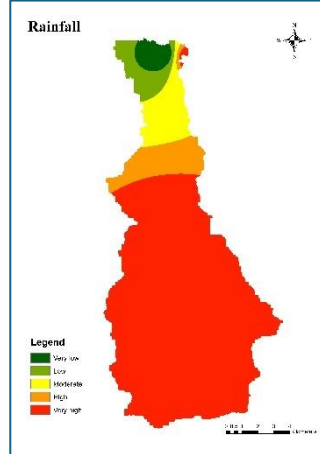 Rainfall
N
S
Legend
Very low
Low
Moderate
High
Very high